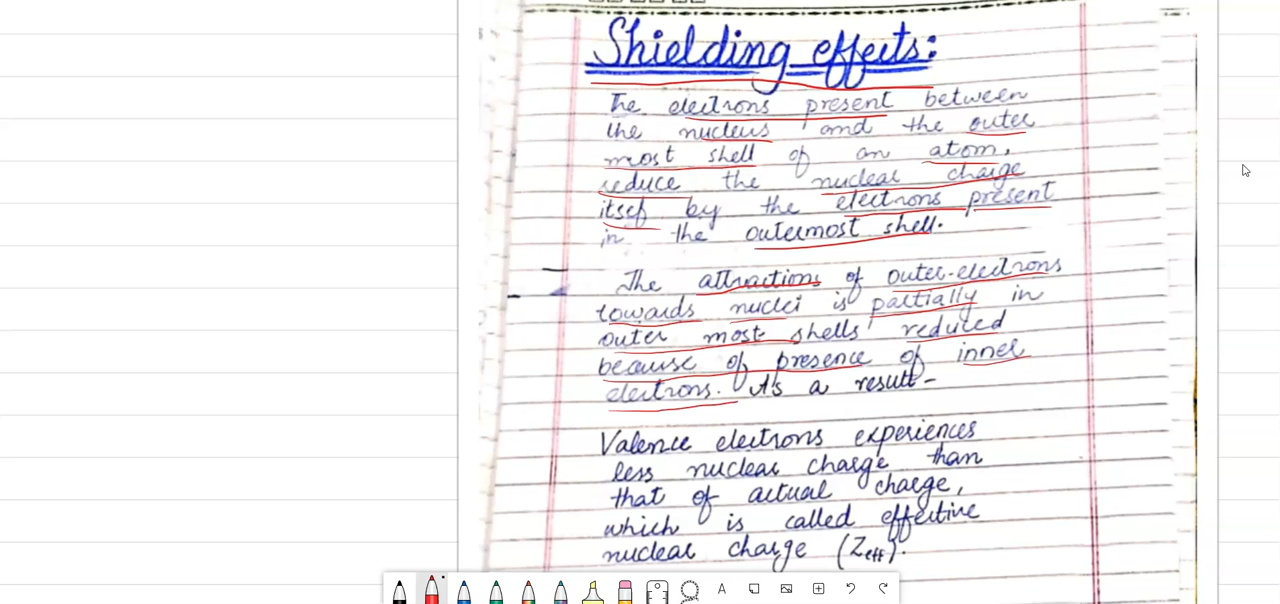 Shielding effects:
The electrons present between
the nucleus and the outer
most shell of an atom,
reduce the nuclear charge
itself by the electrons present
in the outermost shell.
The attractions of outer-electrons
towards nuclei is partially in
outer most shells reduced
because of presence of inner
electrons. As a result-
Valence electrons experiences
less nuclear charge than
that of actual charge,
which is called effective
nuclear charge (Zeff).
A